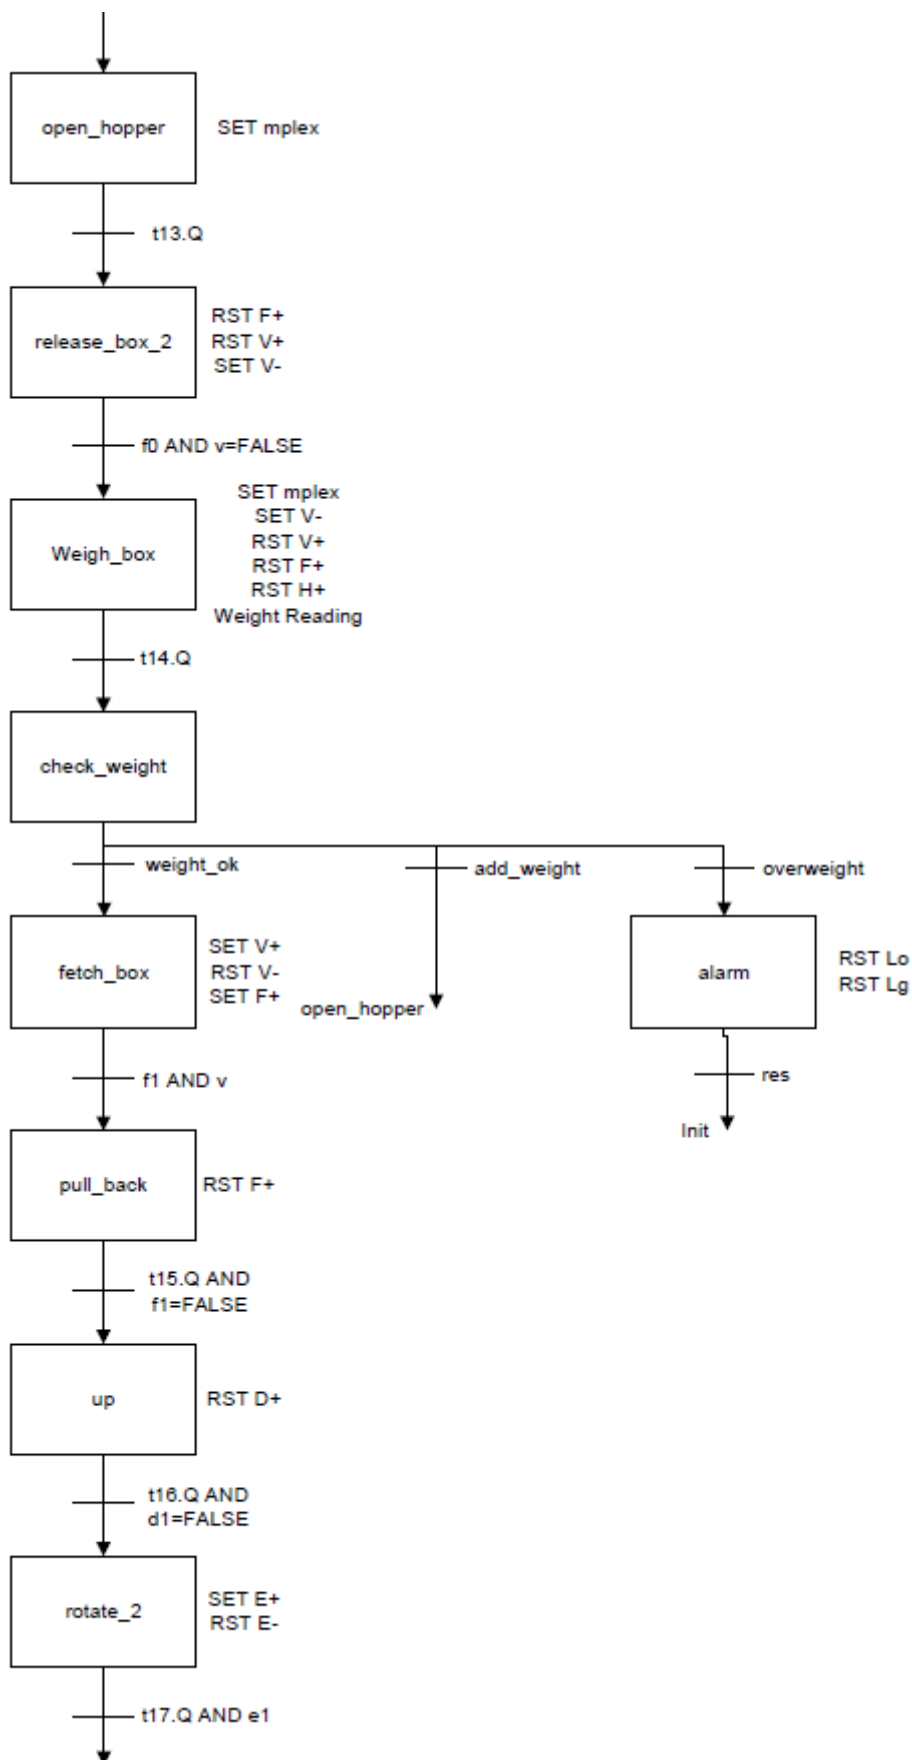 open_hopper
SET mplex
t13.Q
release_box_2
RST F+
RST V+
SET V-
f0 AND v=FALSE
Weigh_box
SET mplex
SET V-
RST V+
RST F+
RST H+
Weight Reading
t14.Q
check_weight
weight_ok
add_weight
overweight
fetch_box
SET V+
RST V-
SET F+
open_hopper
alarm
RST Lo
RST Lg
f1 AND v
res
Init
pull_back
RST F+
t15.Q AND
f1=FALSE
up
RST D+
t16.Q AND
d1=FALSE
rotate_2
SET E+
RST E-
t17.Q AND e1